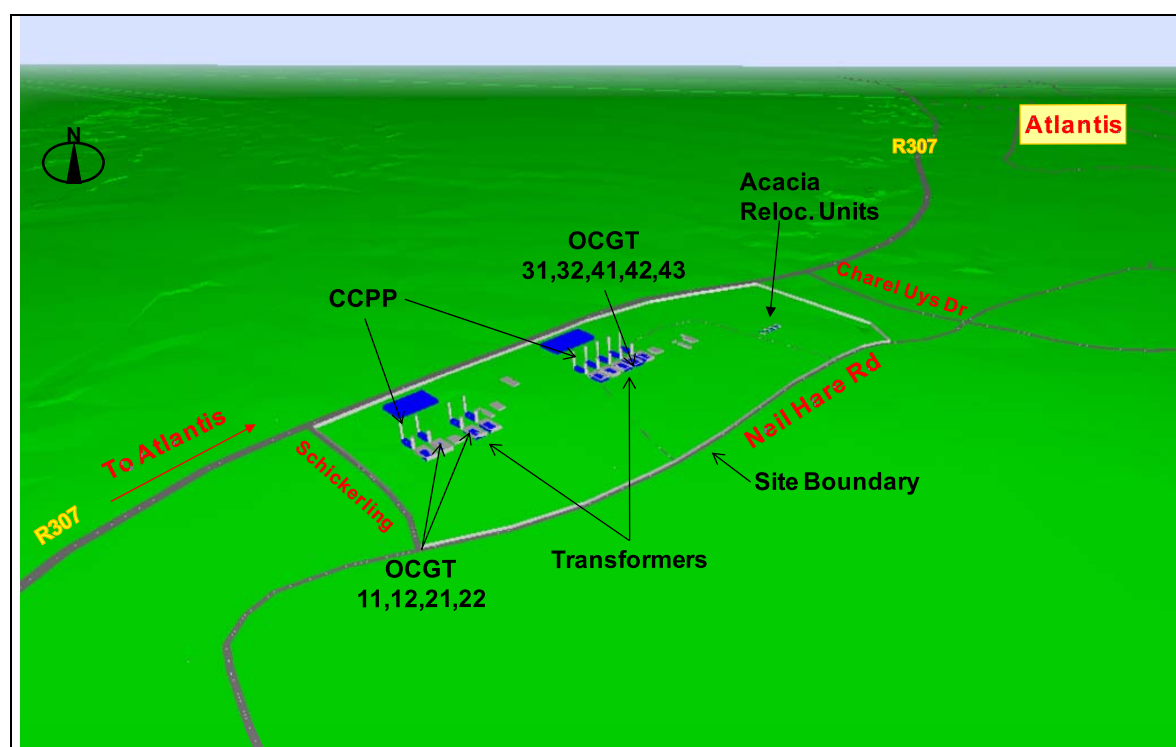 Atlantis
R307
N
Acacia
Reloc. Units
OCGT
31,32,41,42,43
Charel Uys Dr
CCPP
Nail Hare Rd
To Atlantis
Schickerling
Site Boundary
R307
Transformers
OCGT
11,12,21,22